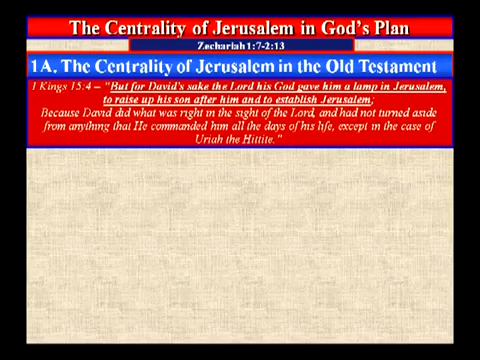 The Centrality of Jerusalem in God's Plan
Zechariah 1:7-2:13
1A. The Centrality of Jerusalem in the Old Testament
1 Kings 15:4 – "But for David's sake the Lord his God gave him a lamp in Jerusalem,
to raise up his son after him and to establish Jerusalem;
Because David did what was right in the sight of the Lord, and had not turned aside
from anything that He commanded him all the days of his life, except in the case of
Uriah the Hittite."